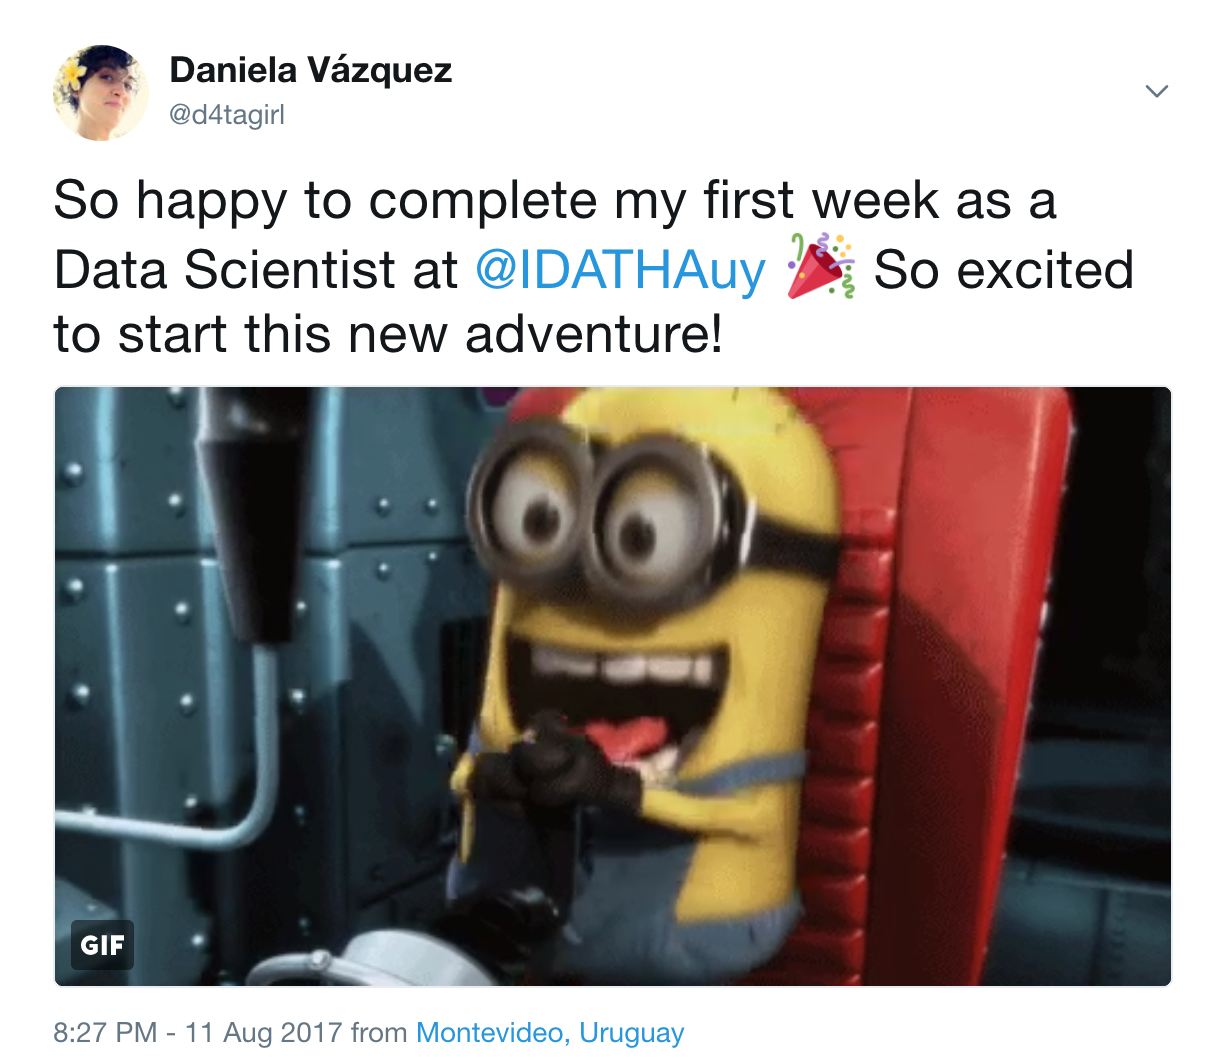 Daniela Vázquez
@d4tagirl
So happy to complete my first week as a
Data Scientist at @IDATHAuy 🎉 So excited
to start this new adventure!
GIF
8:27 PM - 11 Aug 2017 from Montevideo, Uruguay